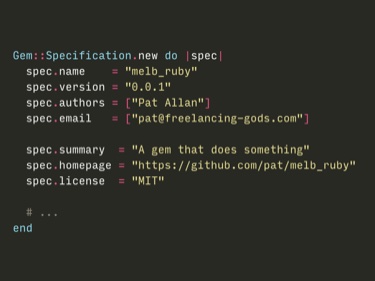 Gem::Specification.new do |spec|
  spec.name    = "melb_ruby"
  spec.version = "0.0.1"
  spec.authors = ["Pat Allan"]
  spec.email   = ["pat@freelancing-gods.com"]

  spec.summary  = "A gem that does something"
  spec.homepage = "https://github.com/pat/melb_ruby"
  spec.license  = "MIT"

  # ...
end